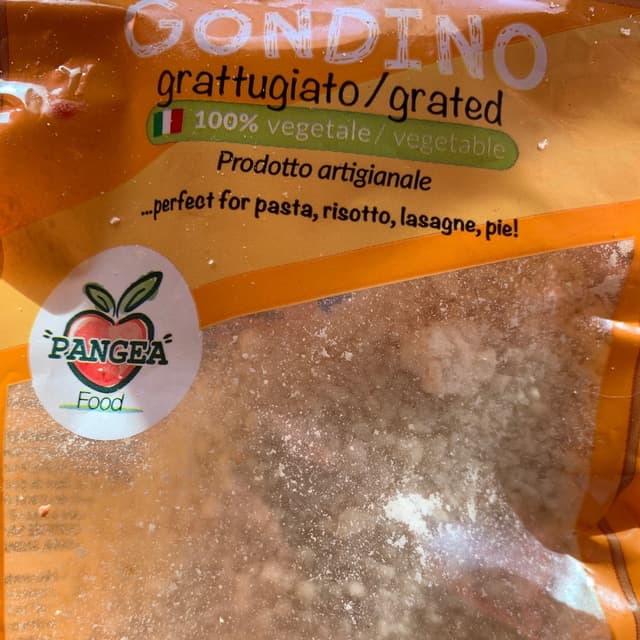 GONDINO
grattugiato/grated
100% vegetale/ vegetable
Prodotto artigianale
...perfect for pasta, risotto, lasagne, pie!
"PANGEA"
Food